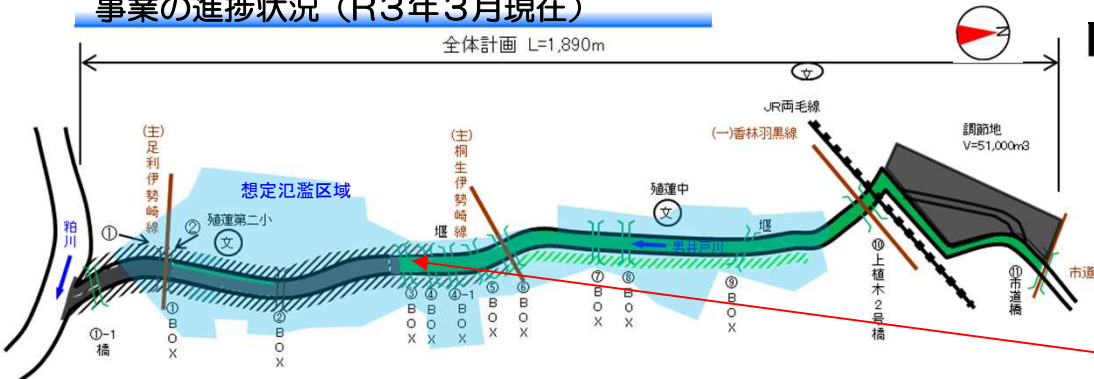 事業の進捗状況（R３年３月現在）
全体計画 L=1,890m
N
文
JR両毛線
(一)香林羽黒線
調節地
V=51,000m3
(主)足利伊勢崎線
(主)桐生伊勢崎線
想定氾濫区域
殖蓮第二小
文
殖蓮中
文
粕川
①
②
堰
堰
黒井戸川
①-1
橋
①BOX
②BOX
③BOX
④BOX
④-1
BOX
⑤BOX
⑥BOX
⑦BOX
⑧BOX
⑨BOX
⑩上植木2号橋
⑪市道橋
市道